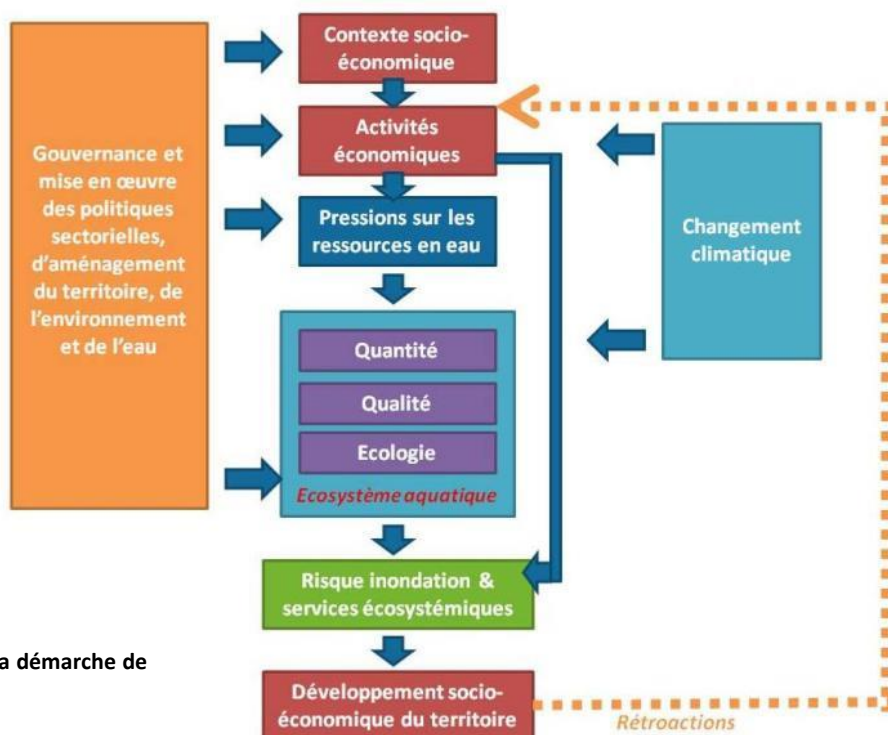 Contexte socio-
économique
Activités
économiques
Gouvernance et
mise en œuvre
des politiques
sectorielles,
d’aménagement
du territoire, de
l’environnement
et de l’eau
Pressions sur les
ressources en eau
Changement
climatique
Quantité
Qualité
Ecologie
Ecosystème aquatique
Risque inondation &
services écosystémiques
a démarche de
Développement socio-
économique du territoire
Rétroactions